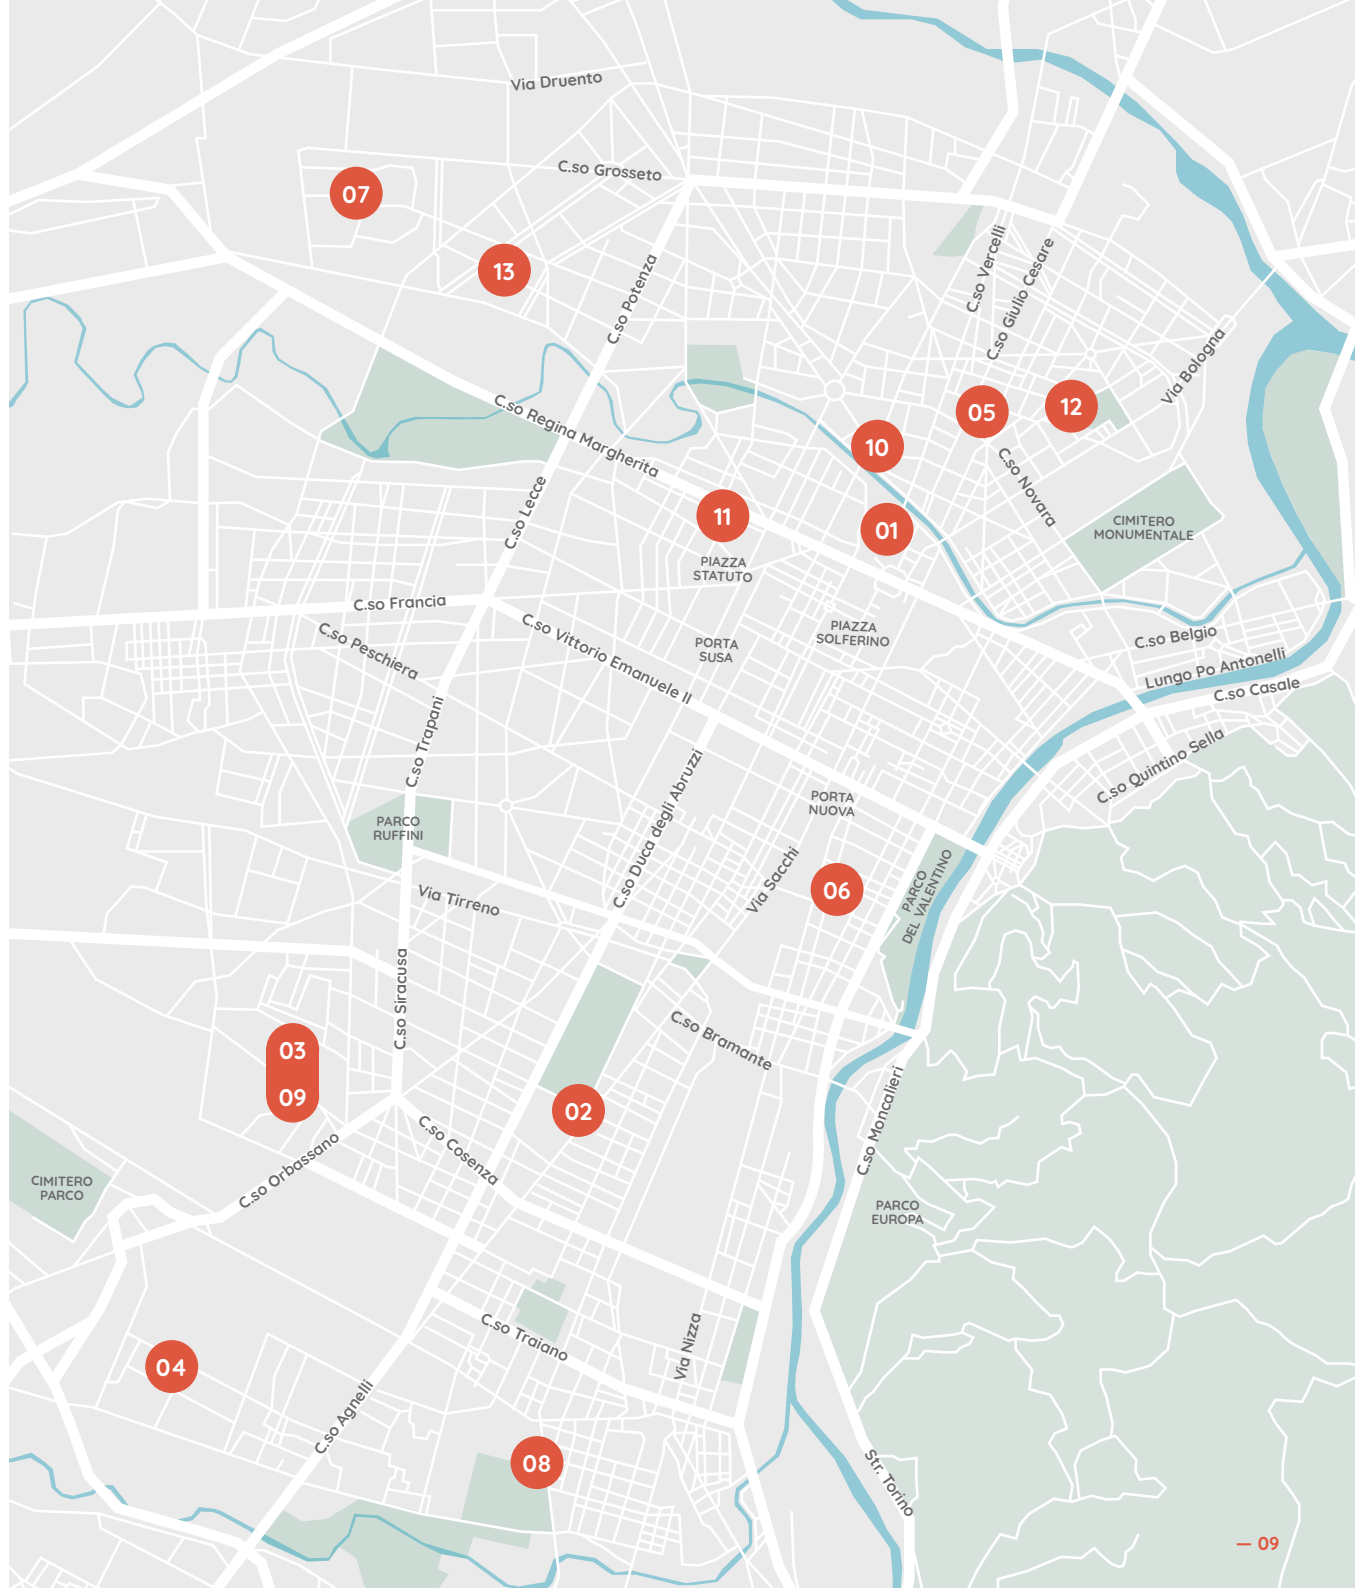 Via Druento
C.so Grosseto
07
13
C.so Potenza
C.so Vercelli
C.so Giulio Cesare
Via Bologna
C.so Regina Margherita
05
12
10
C.so Novara
C.so Lecce
11
01
CIMITERO
MONUMENTALE
PIAZZA
STATUTO
C.so Francia
C.so Peschiera
C.so Vittorio Emanuele II
PORTA
SUSA
PIAZZA
SOLFERINO
C.so Belgio
Lungo Po Antonelli
C.so Casale
C.so Quintino Sella
C.so Trapani
C.so Duca degli Abruzzi
PORTA
NUOVA
PARCO
RUFFINI
Via Tirreno
Via Sacchi
06
PARCO
DEL VALENTINO
C.so Siracusa
C.so Bramante
03
09
02
C.so Moncalieri
C.so Cosenza
C.so Orbassano
CIMITERO
PARCO
PARCO
EUROPA
C.so Traiano
Via Nizza
04
C.so Agnelli
08
Str. Torino
— 09